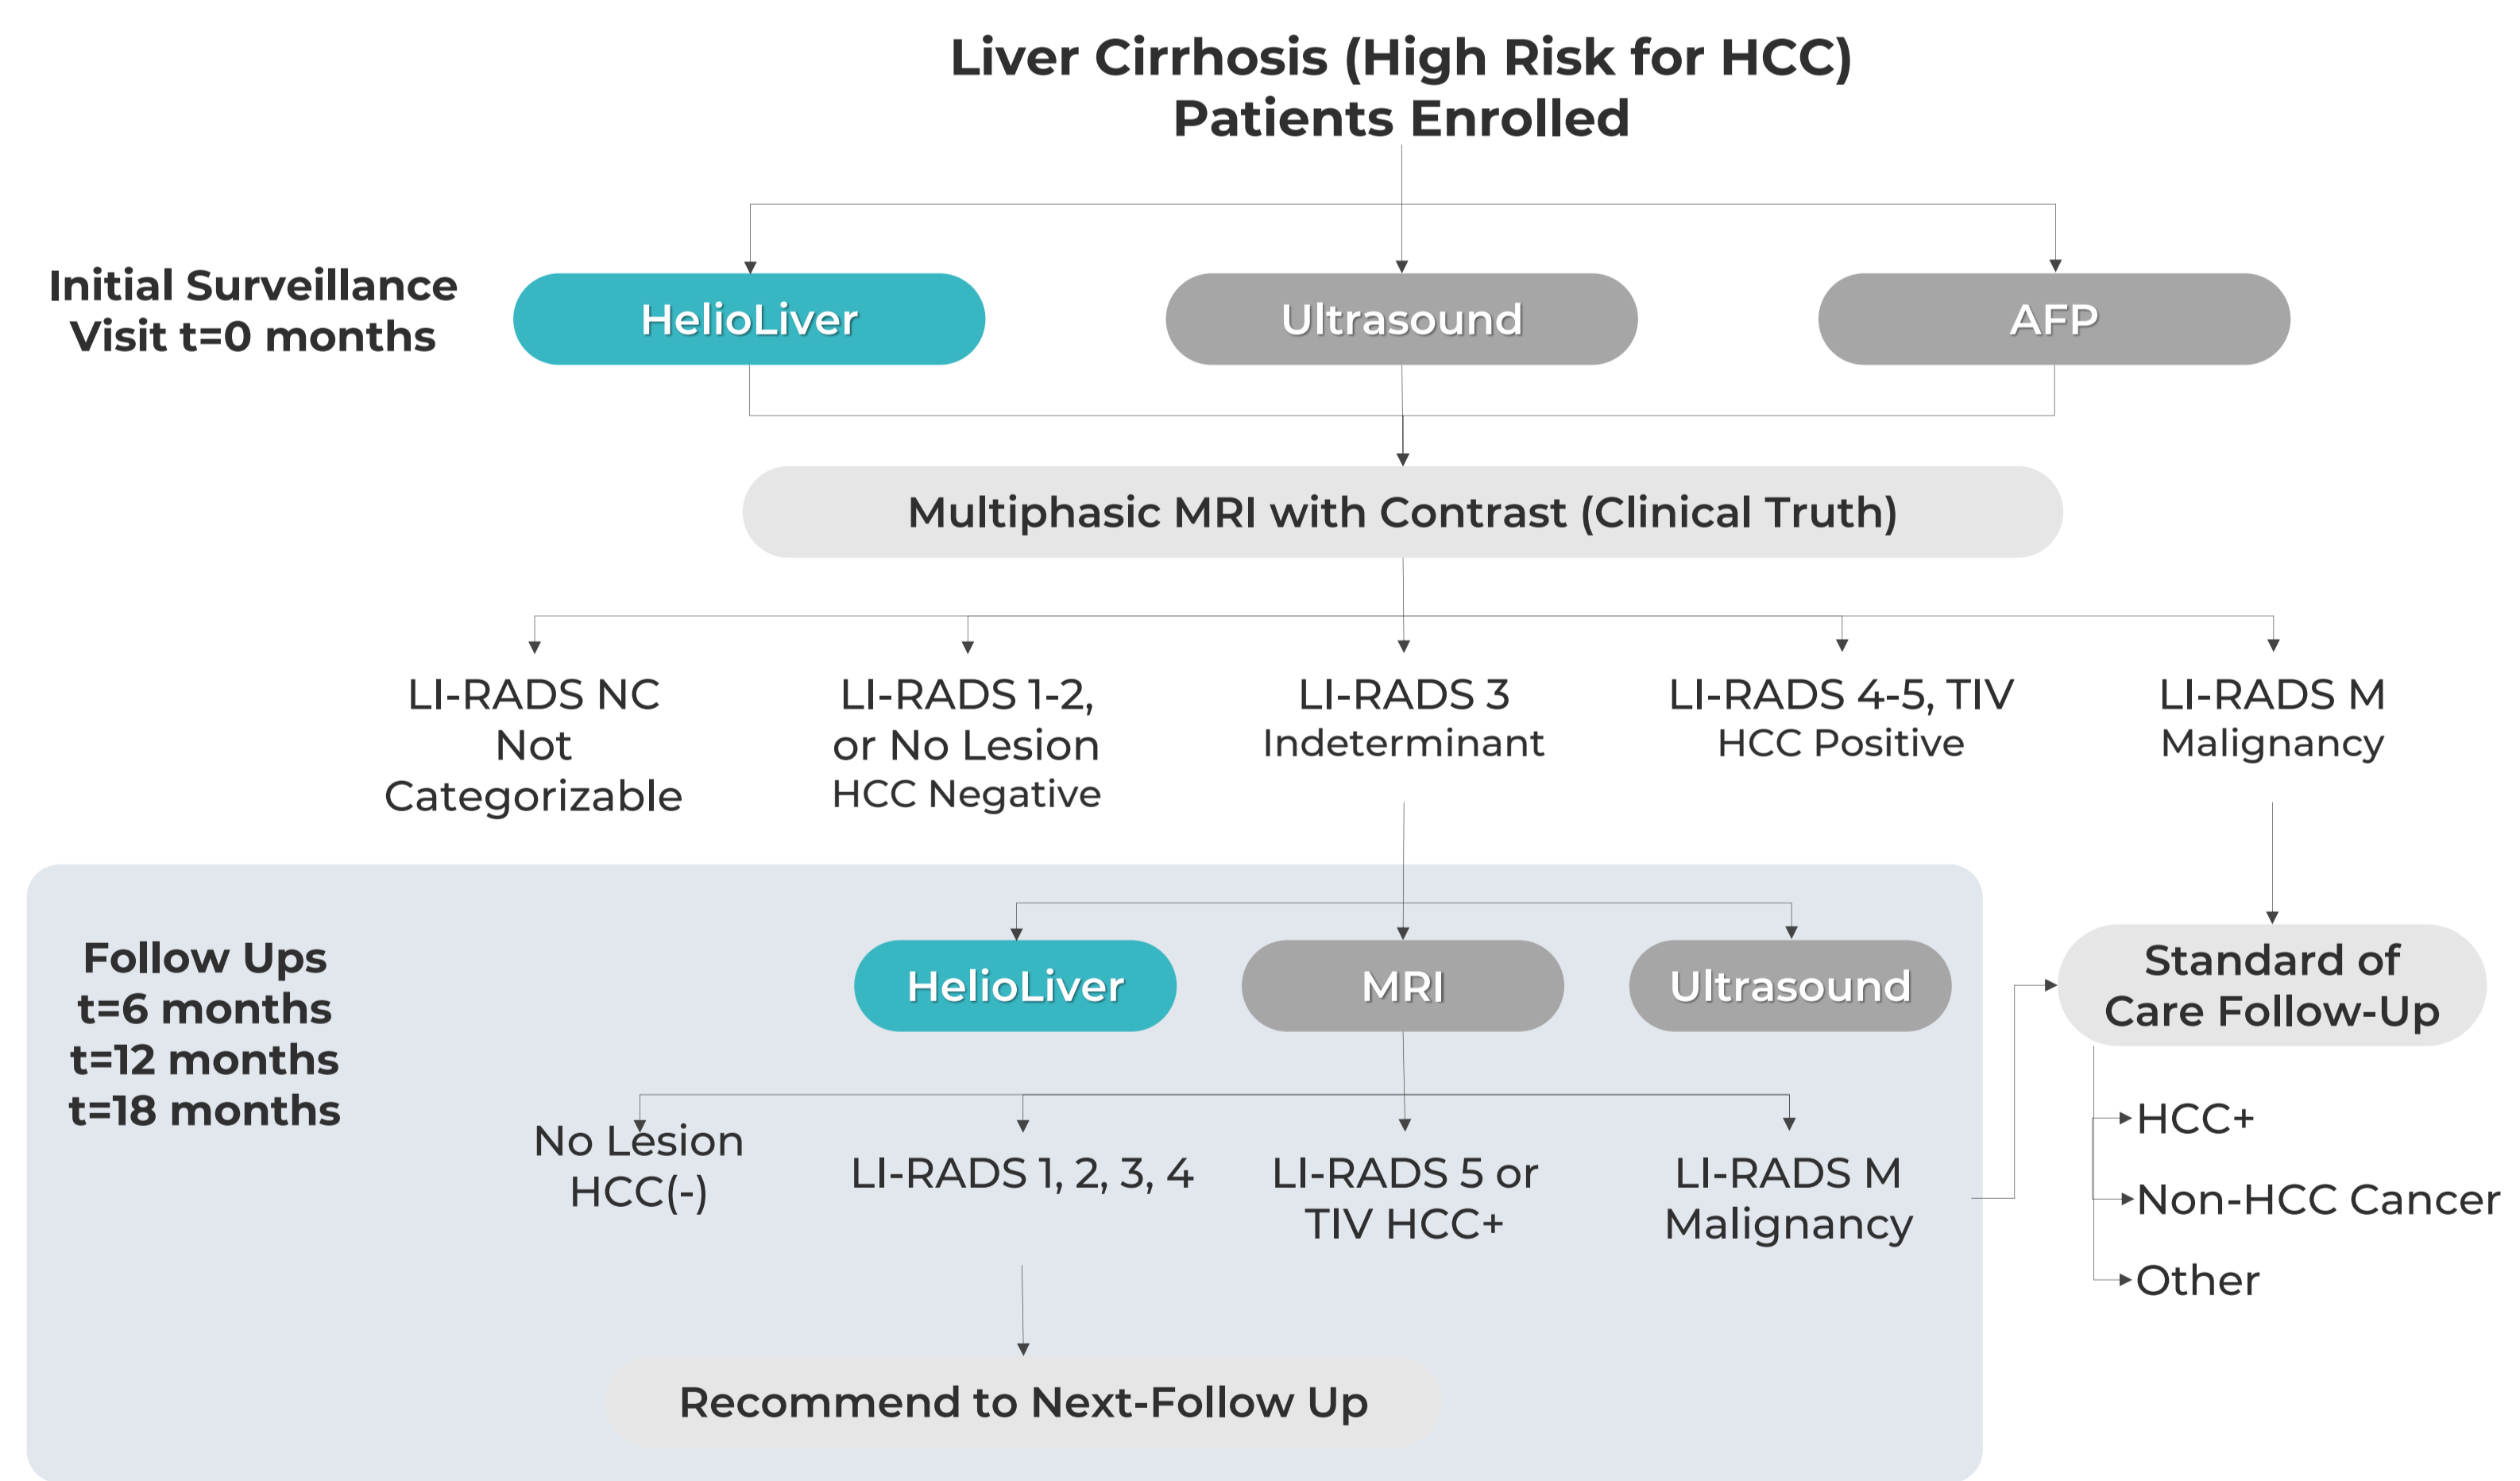 Liver Cirrhosis (High Risk for HCC)
Patients Enrolled
Initial Surveillance
Visit t=0 months
HelioLiver
Ultrasound
AFP
Multiphasic MRI with Contrast (Clinical Truth)
LI-RADS NC
Not
Categorizable
LI-RADS 1-2,
or No Lesion
HCC Negative
LI-RADS 3
Indeterminant
LI-RADS 4-5, TIV
HCC Positive
LI-RADS M
Malignancy
Follow Ups
t=6 months
t=12 months
t=18 months
HelioLiver
MRI
Ultrasound
Standard of
Care Follow-Up
No Lesion
HCC(-)
LI-RADS 1, 2, 3, 4
LI-RADS 5 or
TIV HCC+
LI-RADS M
Malignancy
HCC+
Non-HCC Cancer
Other
Recommend to Next-Follow Up